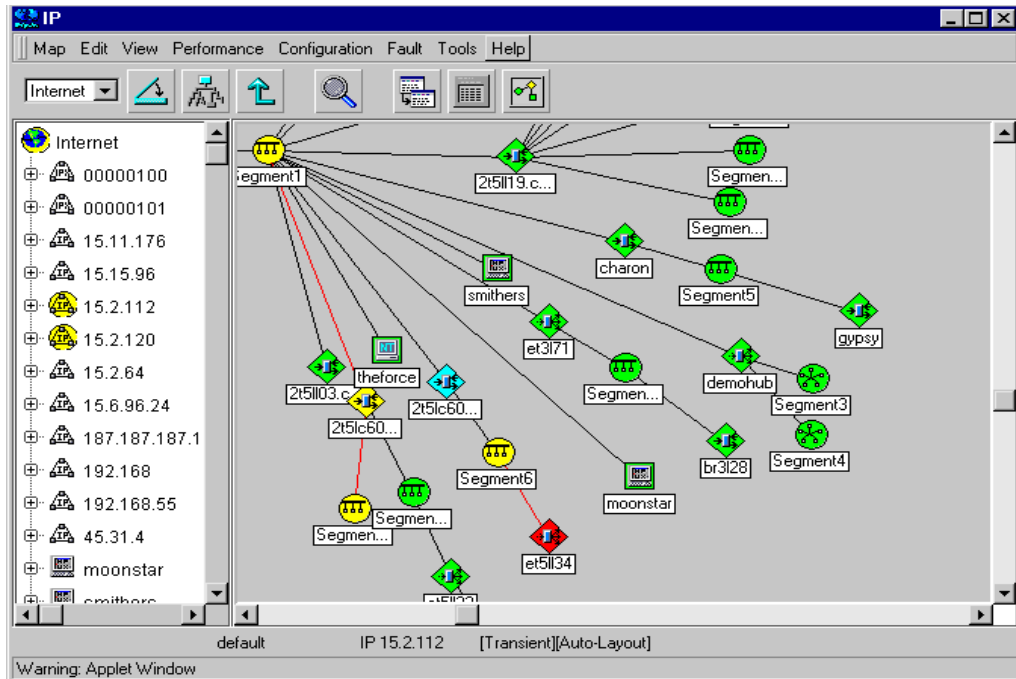 IP
Map Edit View Performance Configuration Fault Tools Help
Internet
Internet
00000100
00000101
15.11.176
15.15.96
15.2.112
15.2.120
15.2.64
15.6.96.24
187.187.187.1
192.168
192.168.55
45.31.4
moonstar
smithers
Segment1
2t5ll19.c...
Segmen...
Segmen...
charon
smithers
Segment5
gypsy
et3l71
theforce
2t5ll03.c
2t5lc60...
2t5lc60...
Segmen...
demohub
Segment3
Segment4
br3l28
Segment6
moonstar
Segmen...
Segmen...
et5ll34
default IP 15.2.112 [Transient][Auto-Layout]
Warning: Applet Window